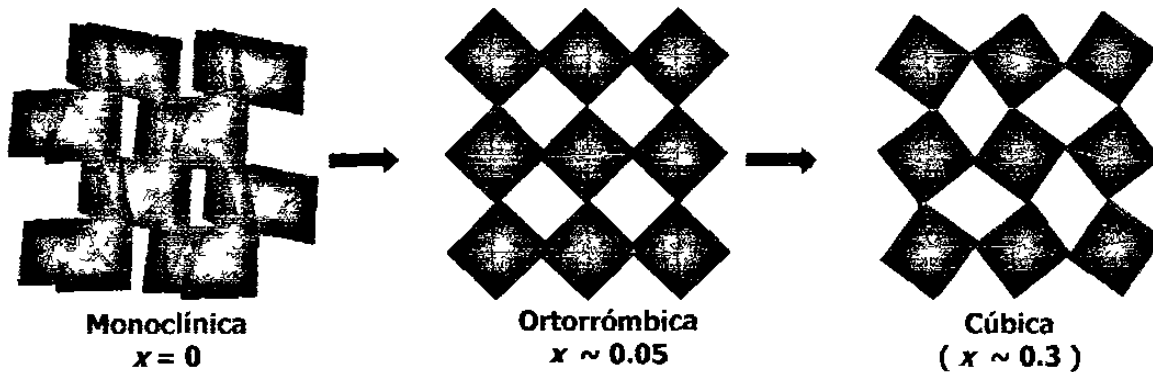 Monoclínica
x = 0
Ortorrómbica
x ~ 0.05
Cúbica
( x ~ 0.3 )